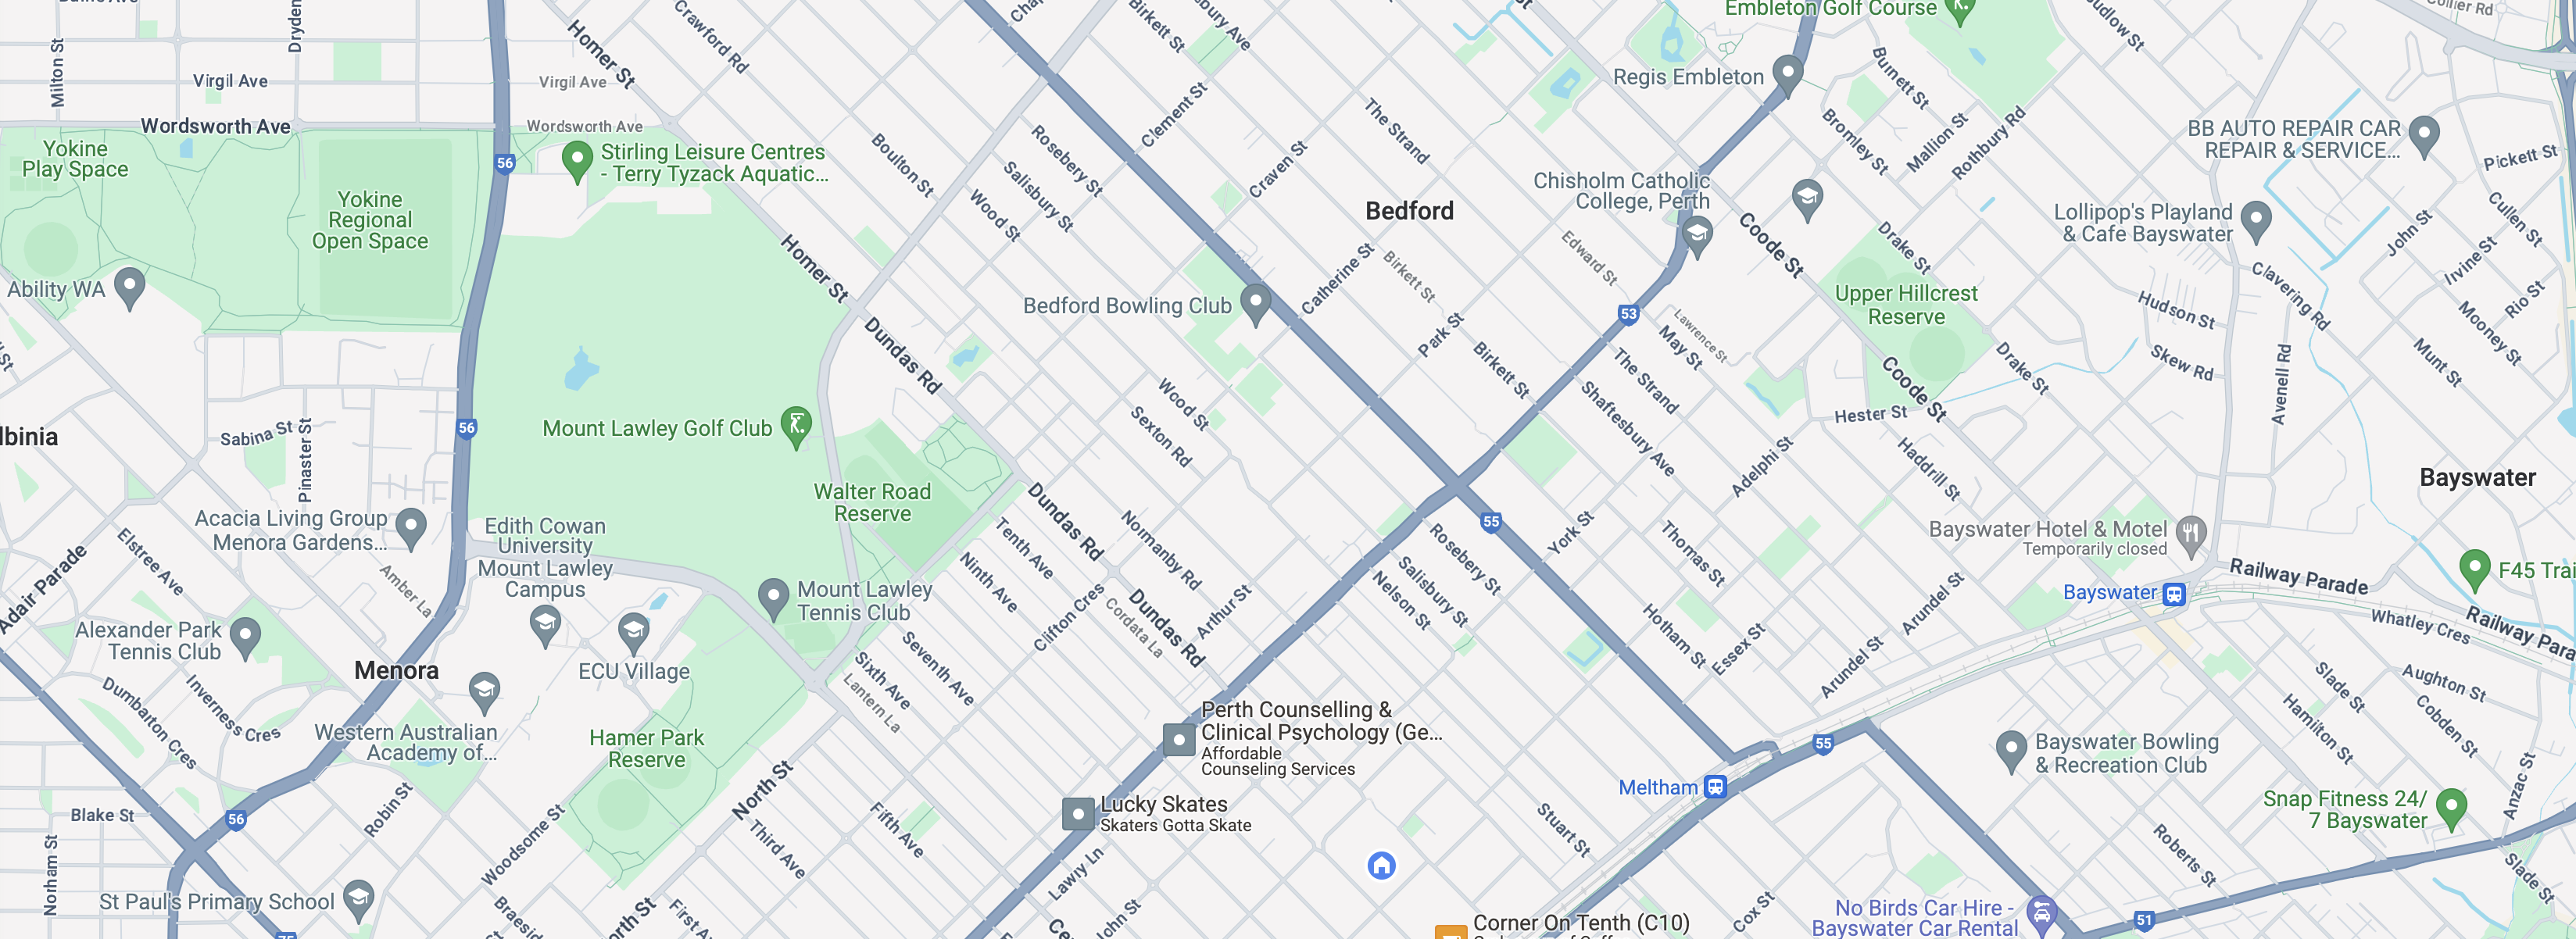 Dryden
Crawford Rd
Birkett St
Embleton Golf Course
Collier Rd
Ludlow St
Milton St
Virgil Ave
Homer St
Virgil Ave
Regis Embleton
Burnett St
Wordsworth Ave
Wordsworth Ave
56
Yokine
Play Space
Stirling Leisure Centres
- Terry Tyzack Aquatic...
Boulton St
Rosebery St
Clement St
The Strand
Bromley St
Mallion St
Rothbury Rd
BB AUTO REPAIR CAR
REPAIR & SERVICE...
Pickett St
Yokine
Regional
Open Space
Wood St
Salisbury St
Craven St
Bedford
Chisholm Catholic
College, Perth
Coode St
Drake St
Lollipop's Playland
& Cafe Bayswater
John St
Cullen St
Irvine St
Ability WA
Homer St
Bedford Bowling Club
Catherine St
Birkett St
Edward St
53
Upper Hillcrest
Reserve
Hudson St
Clavering Rd
Rio St
Mooney St
Dundas Rd
Park St
Birkett St
May St
Lawrence St
The Strand
Drake St
Skew Rd
Avenell Rd
Munt St
Coode St
Hester St
56
Sabina St
Pinaster St
Mount Lawley Golf Club
Wood St
Sexton Rd
Shaftesbury Ave
Adelphi St
Haddrill St
Bayswater
Walter Road
Reserve
Dundas Rd
Normanby Rd
55
York St
Thomas St
Rosebery St
Acacia Living Group
Menora Gardens...
Edith Cowan
University
Mount Lawley
Campus
Tenth Ave
Ninth Ave
Bayswater Hotel & Motel
Temporarily closed
Railway Parade
Adair Parade
Elstree Ave
Amber La
Mount Lawley
Tennis Club
Clifton Cres
Cordata La
Dundas Rd
Arthur St
Salisbury St
Nelson St
Hotham St
Essex St
Arundel St
Arundel St
Bayswater
Whatley Cres
Railway Para
F45 Trai
Alexander Park
Tennis Club
Menora
ECU Village
Sixth Ave
Seventh Ave
Lantern La
Dumbarton Cres
Inverness Cres
Western Australian
Academy of...
Hamer Park
Reserve
Perth Counselling &
Clinical Psychology (Ge...
Affordable
Counseling Services
55
Meltham
Bayswater Bowling
& Recreation Club
Slade St
Hamilton St
Aughton St
Cobden St
Anzac St
Snap Fitness 24/
7 Bayswater
56
Blake St
Robin St
Woodsome St
North St
Third Ave
Fifth Ave
Lucky Skates
Skaters Gotta Skate
Lawry Ln
Stuart St
Roberts St
Norham St
St Paul's Primary School
John St
Corner On Tenth (C10)
Cox St
No Birds Car Hire -
Bayswater Car Rental
51
Slade St